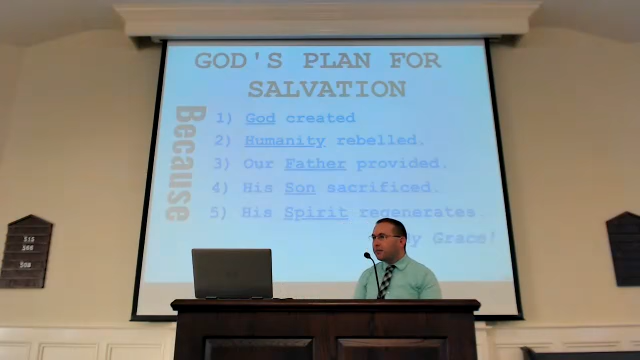 GOD'S PLAN FOR
SALVATION
Because
1) God created
2) Humanity rebelled.
3) Our Father provided.
4) His Son sacrificed.
5) His Spirit regenerates.
By Grace!